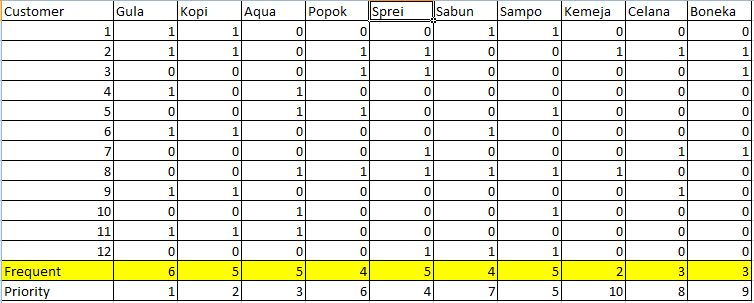 Customer Gula Kopi Aqua Popok Sprei Sabun Sampo Kemeja Celana Boneka
1 1 1 0 0 0 1 1 0 0 0
2 1 1 0 1 1 0 0 1 1 1
3 0 0 0 1 1 0 0 0 0 1
4 1 0 1 0 0 0 0 0 0 0
5 0 0 1 1 0 0 1 0 0 0
6 1 1 0 0 0 1 0 0 0 0
7 0 0 0 0 1 0 0 0 1 1
8 0 0 1 1 1 1 1 1 0 0
9 1 1 0 0 0 0 0 0 1 0
10 0 0 1 0 0 0 1 0 0 0
11 1 1 1 0 0 0 0 0 0 0
12 0 0 0 0 1 1 1 0 0 0
Frequent 6 5 5 4 5 4 5 2 3 3
Priority 1 2 3 6 4 7 5 10 8 9